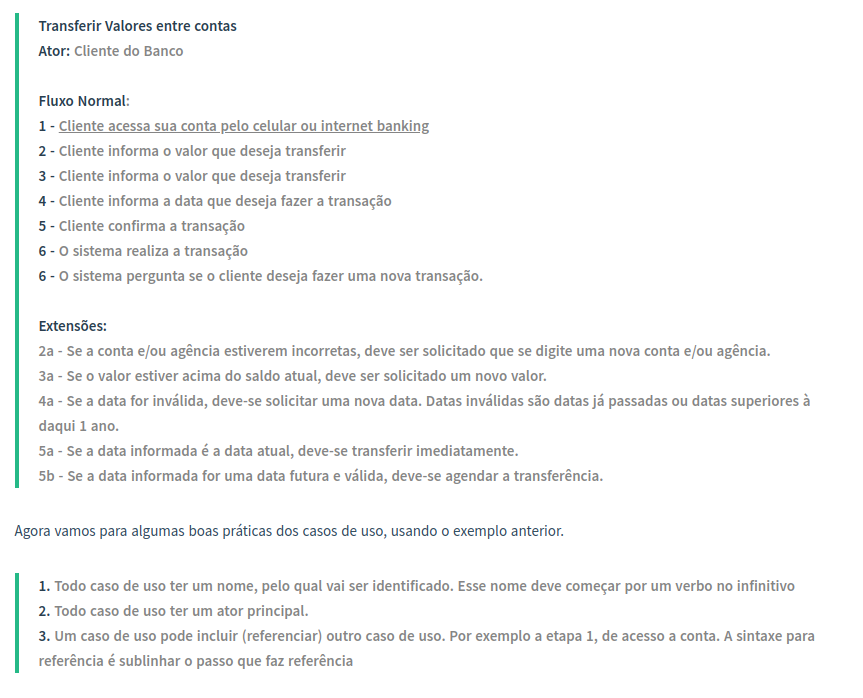 Transferir Valores entre contas
Ator: Cliente do Banco
Fluxo Normal:
1 - Cliente acessa sua conta pelo celular ou internet banking
2 - Cliente informa o valor que deseja transferir
3 - Cliente informa o valor que deseja transferir
4 - Cliente informa a data que deseja fazer a transação
5 - Cliente confirma a transação
6 - O sistema realiza a transação
6 - O sistema pergunta se o cliente deseja fazer uma nova transação.
Extensões:
2a - Se a conta e/ou agência estiverem incorretas, deve ser solicitado que se digite uma nova conta e/ou agência.
3a - Se o valor estiver acima do saldo atual, deve ser solicitado um novo valor.
4a - Se a data for inválida, deve-se solicitar uma nova data. Datas inválidas são datas já passadas ou datas superiores à
daqui 1 ano.
5a - Se a data informada é a data atual, deve-se transferir imediatamente.
5b - Se a data informada for uma data futura e válida, deve-se agendar a transferência.
Agora vamos para algumas boas práticas dos casos de uso, usando o exemplo anterior.
1. Todo caso de uso ter um nome, pelo qual vai ser identificado. Esse nome deve começar por um verbo no infinitivo
2. Todo caso de uso ter um ator principal.
3. Um caso de uso pode incluir (referenciar) outro caso de uso. Por exemplo a etapa 1, de acesso a conta. A sintaxe para
referência é sublinhar o passo que faz referência